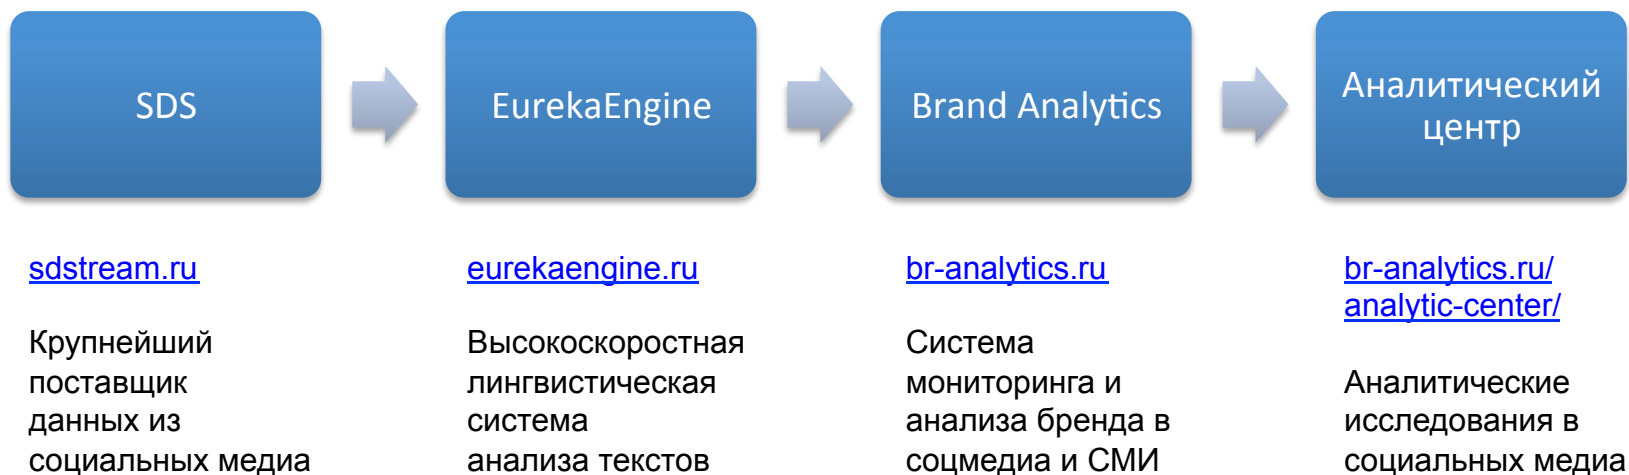 SDS
EurekaEngine
Brand Analytics
Аналитический
центр
sdstream.ru
Крупнейший
поставщик
данных из
социальных медиа
eurekaengine.ru
Высокоскоростная
лингвистическая
система
анализа текстов
br-analytics.ru
Система
мониторинга и
анализа бренда в
соцмедиа и СМИ
br-analytics.ru/
analytic-center/
Аналитические
исследования в
социальных медиа